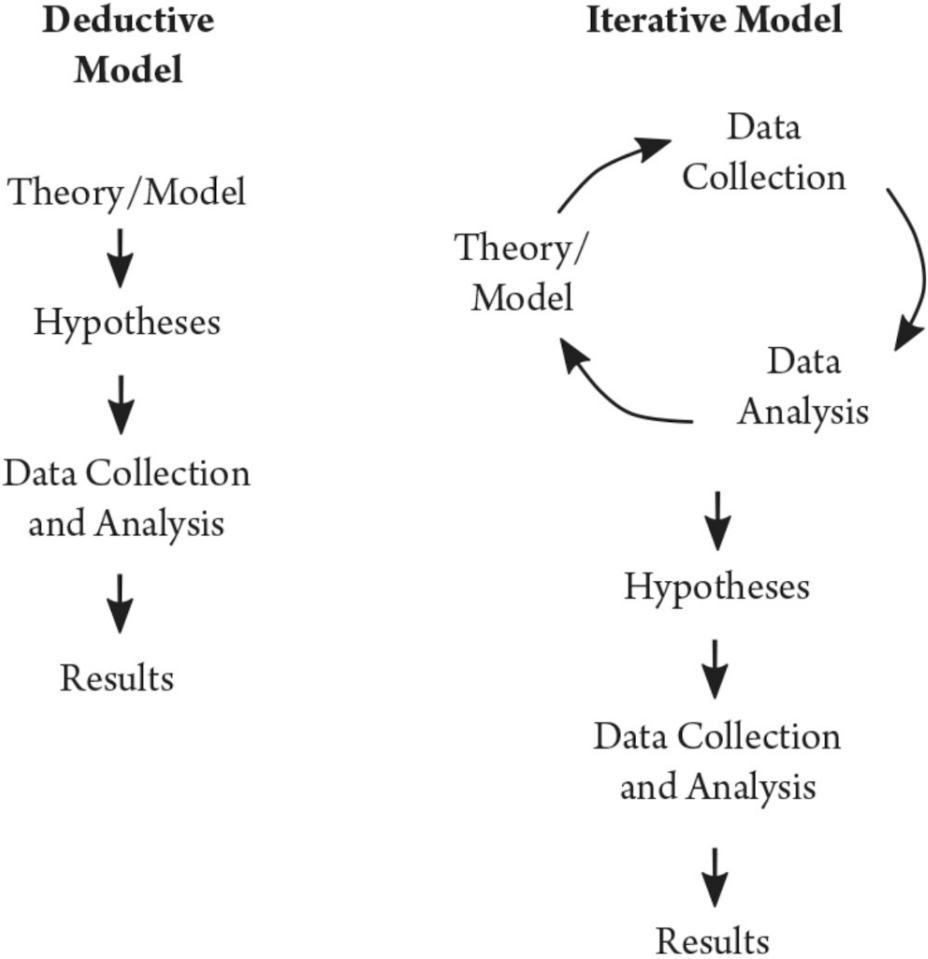 Deductive
Model
Theory/Model
Hypotheses
Data Collection
and Analysis
Results
Iterative Model
Data
Collection
Theory/
Model
Data
Analysis
Hypotheses
Data Collection
and Analysis
Results